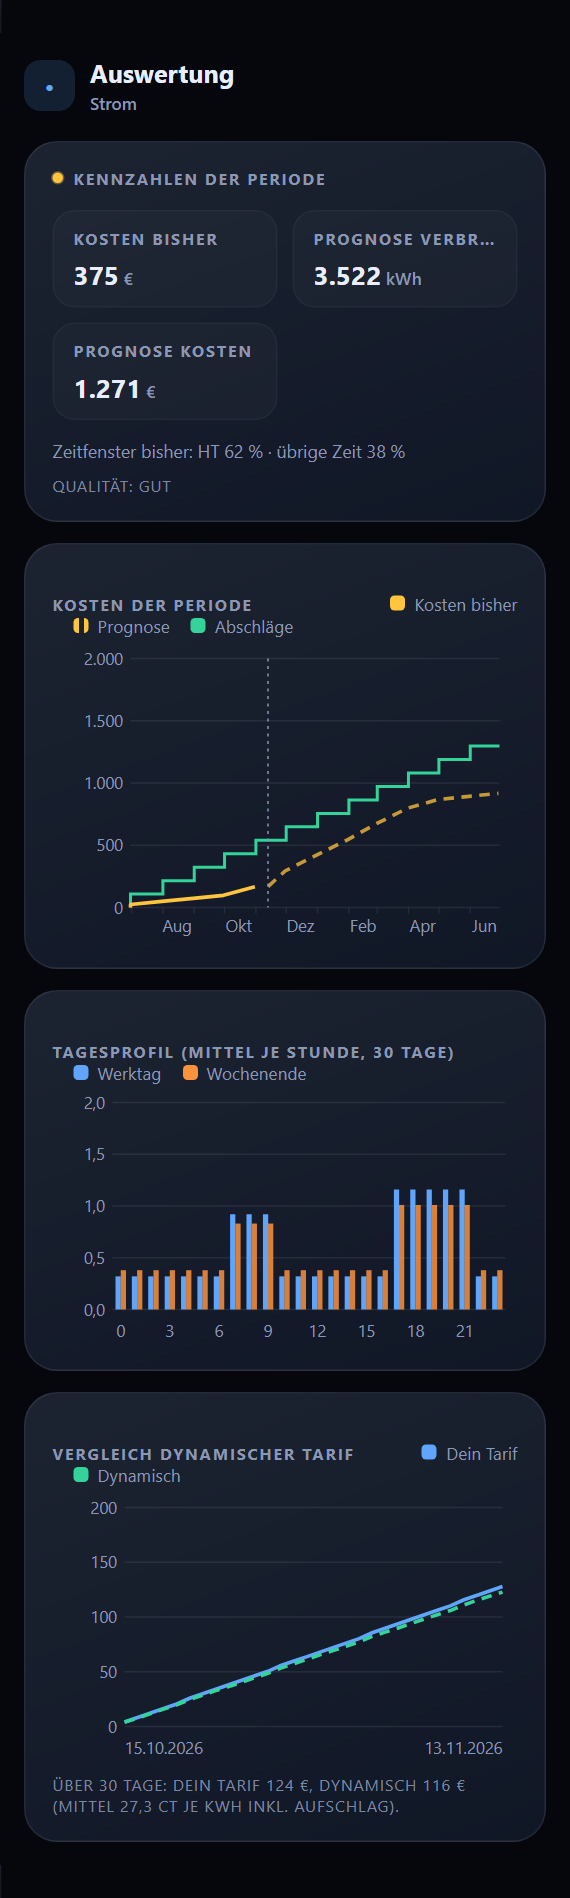 Auswertung
Strom
KENNZAHLEN DER PERIODE
KOSTEN BISHER
375 €
PROGNOSE VERBR...
3.522 kWh
PROGNOSE KOSTEN
1.271 €
Zeitfenster bisher: HT 62 % · übrige Zeit 38 %
QUALITÄT: GUT
KOSTEN DER PERIODE
Kosten bisher
Prognose Abschläge
2.000
1.500
1.000
500
0
Aug Okt Dez Feb Apr Jun
TAGESPROFIL (MITTEL JE STUNDE, 30 TAGE)
Werktag Wochenende
2,0
1,5
1,0
0,5
0,0
0 3 6 9 12 15 18 21
VERGLEICH DYNAMISCHER TARIF
Dein Tarif
Dynamisch
200
150
100
50
0
15.10.2026 13.11.2026
ÜBER 30 TAGE: DEIN TARIF 124 €, DYNAMISCH 116 €
(MITTEL 27,3 CT JE KWH INKL. AUFSCHLAG).